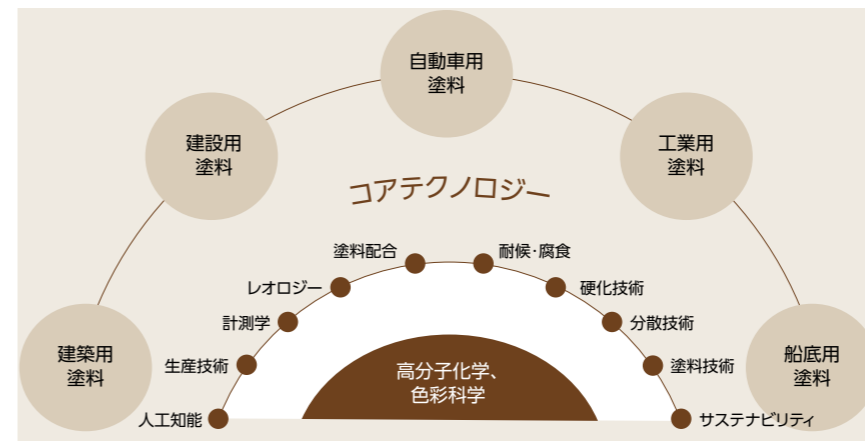 自動車用
塗料
建設用
塗料
工業用
塗料
コアテクノロジー
塗料配合
耐候・腐食
レオロジー
硬化技術
計測学
分散技術
建築用
塗料
船底用
塗料
生産技術
塗料技術
高分子化学、
色彩科学
人工知能
サステナビリティ